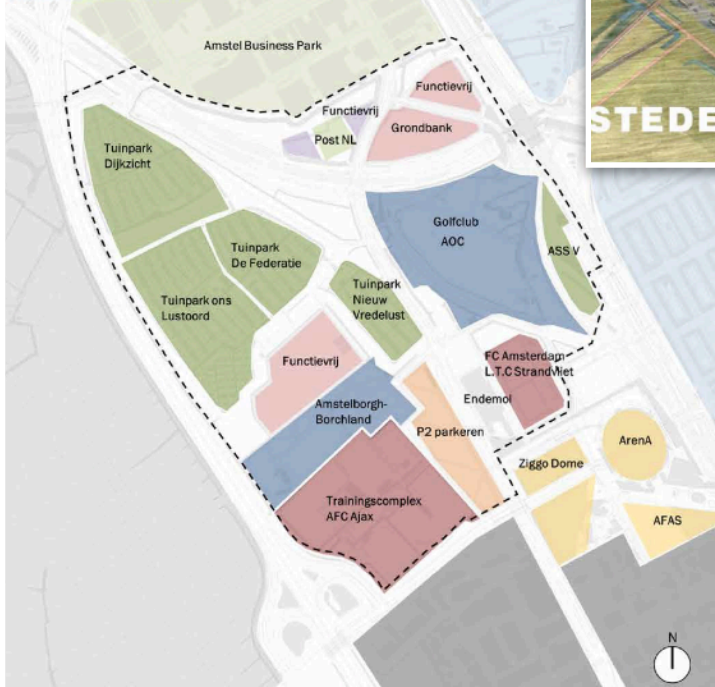 Amstel Business Park
STEDE
Functievrij
Functievrij
Grondbank
Post NL
Tuinpark
Dijkzicht
Golfclub
AOC
ASS V
Tuinpark
De Federatie
Tuinpark
Nieuw
Vredelust
Tuinpark ons
Lustoord
Functievrij
FC Amsterdam
L.T.C StrandVliet
Endemol
Amstelborgh-
Borchland
P2 parkeren
ArenA
Ziggo Dome
Trainingscomplex
AFC Ajax
AFAS
N